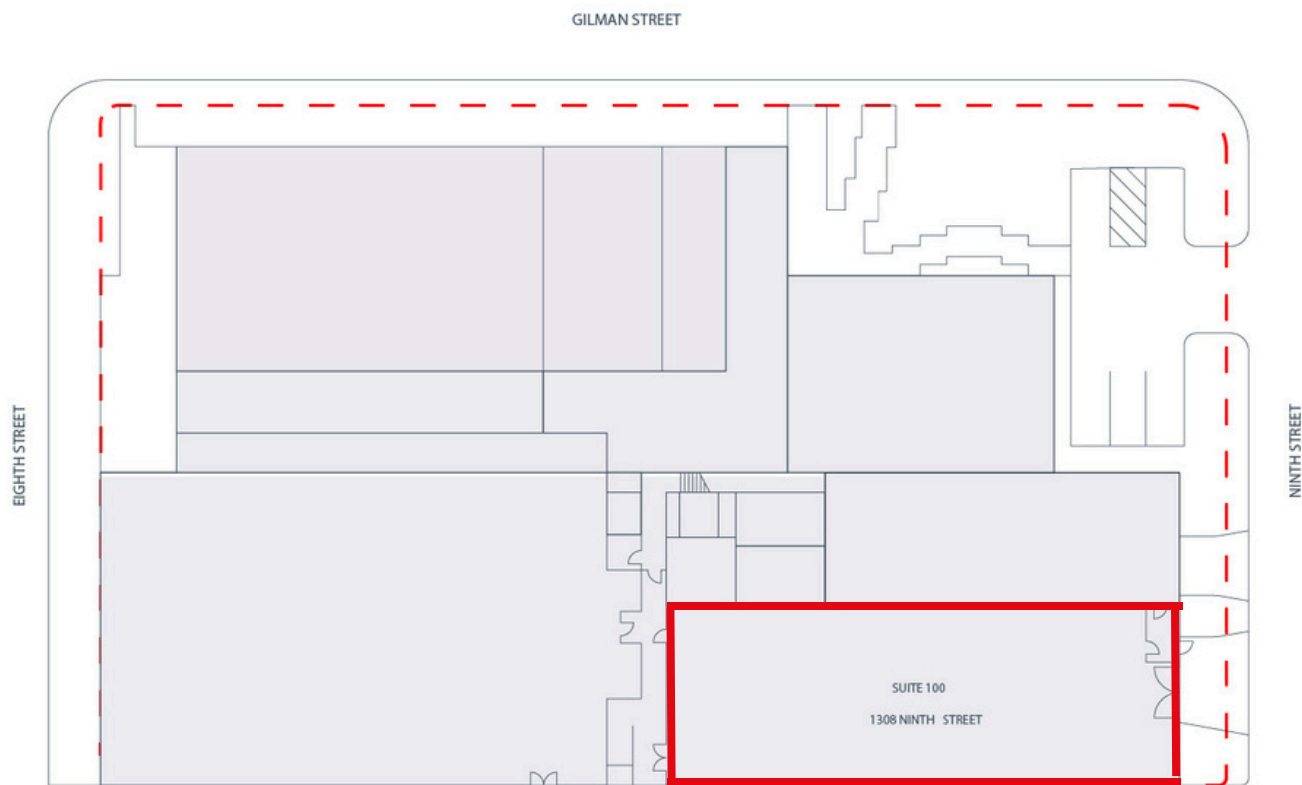 GILMAN STREET
EIGHTH STREET
NINTH STREET
SUITE 100
1308 NINTH STREET